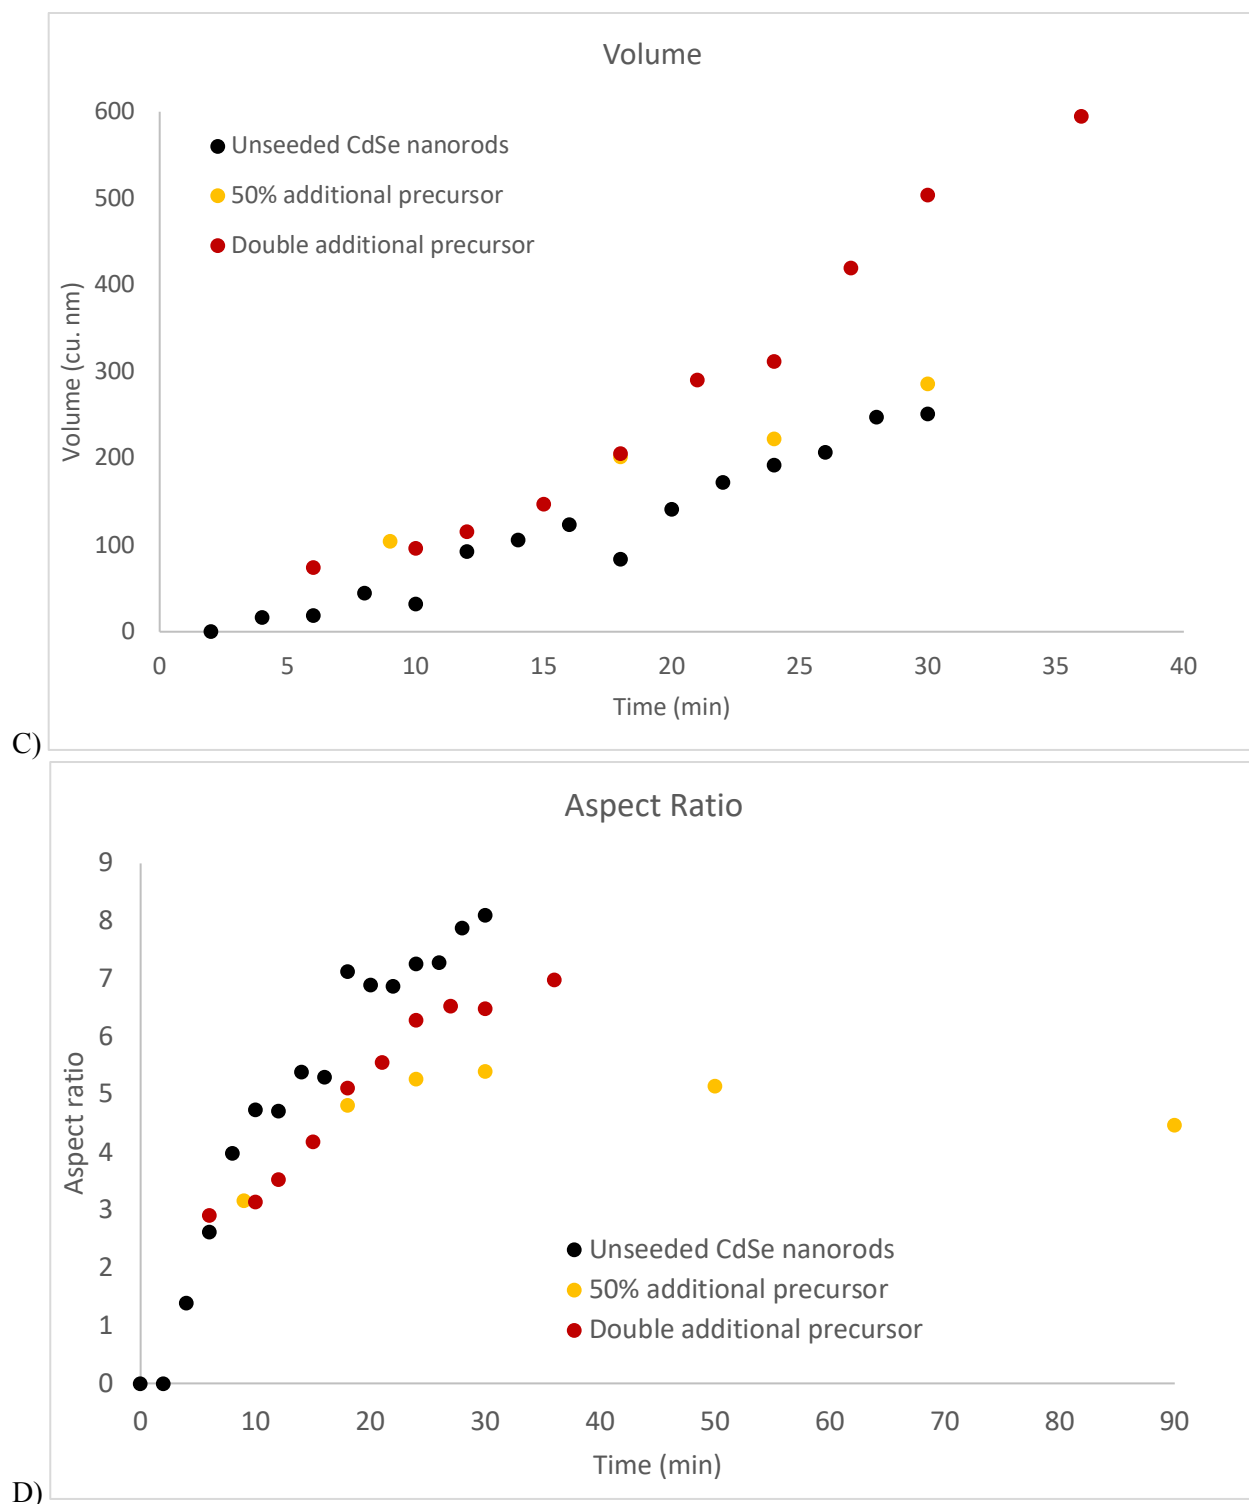 Volume
600
500
400
300
200
100
0
Volume (cu. nm)
Unseeded CdSe nanorods
50% additional precursor
Double additional precursor
0 5 10 15 20 25 30 35 40
Time (min)
C)
Aspect Ratio
9
8
7
6
5
4
3
2
1
0
Aspect ratio
Unseeded CdSe nanorods
50% additional precursor
Double additional precursor
0 10 20 30 40 50 60 70 80 90
Time (min)
D)